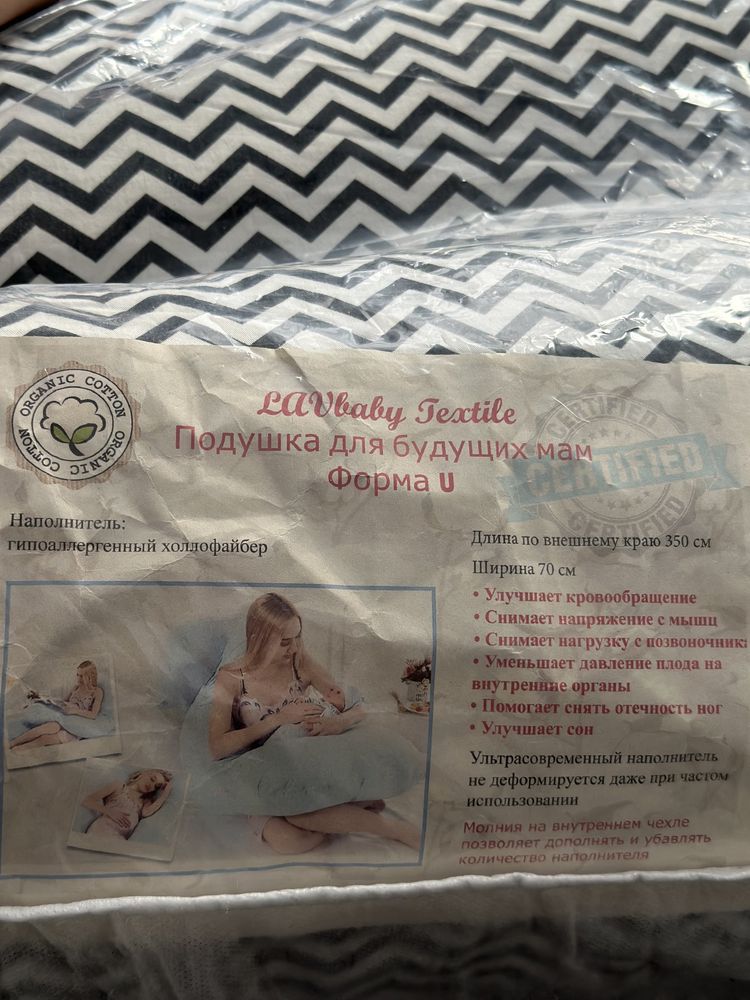 ORGANIC COTTON
ORGANIC COTTON
LAVbaby Textile
Подушка для будущих мам
Форма U
CERTIFIED
CERTIFIED
CERTIFIED
Наполнитель:
гипоаллергенный холлофайбер
Длина по внешнему краю 350 см
Ширина 70 см
• Улучшает кровообращение
• Снимает напряжение с мышц
• Снимает нагрузку с позвоночник
• Уменьшает давление плода на
внутренние органы
• Помогает снять отечность ног
• Улучшает сон
Ультрасовременный наполнитель
не деформируется даже при частом
использовании
Молния на внутреннем чехле
позволяет дополнять и убавлять
количество наполнителя